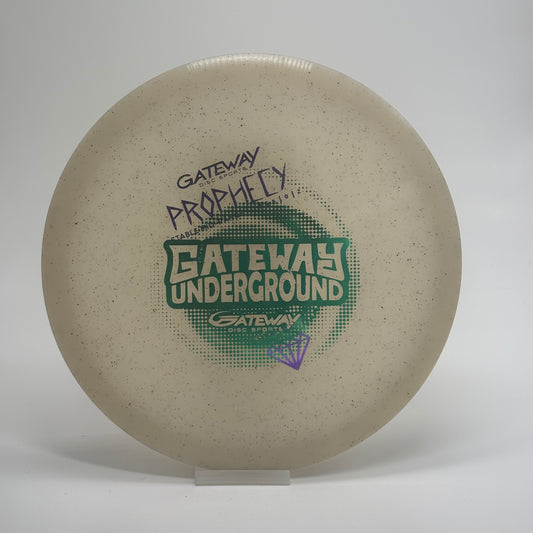 GATEWAY
DISC SPORTS
PROPHECY
GATEWAY
UNDERGROUND
GATEWAY
DISC SPORTS